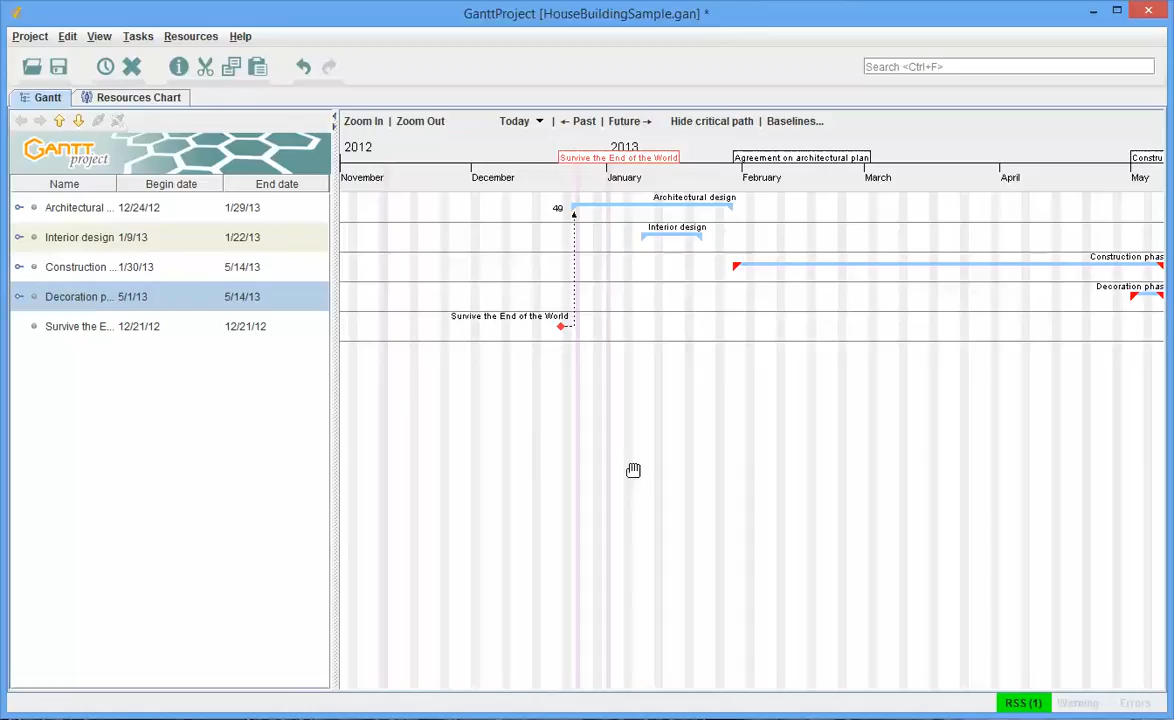 GanttProject [HouseBuildingSample.gan] *
Project Edit View Tasks Resources Help
Search <Ctrl+F>
Gantt Resources Chart
Zoom In | Zoom Out Today | ←Past | Future→ Hide critical path | Baselines...
GANTT project
2012 2013
Survive the End of the World Agreement on architectural plan Constru
Name Begin date End date
November December January February March April May
Architectural ... 12/24/12 1/29/13
40 Architectural design
Interior design 1/9/13 1/22/13
Interior design
Construction ... 1/30/13 5/14/13
Construction phas
Decoration p... 5/1/13 5/14/13
Decoration phas
Survive the E... 12/21/12 12/21/12
Survive the End of the World
RSS (1) Warning Errors